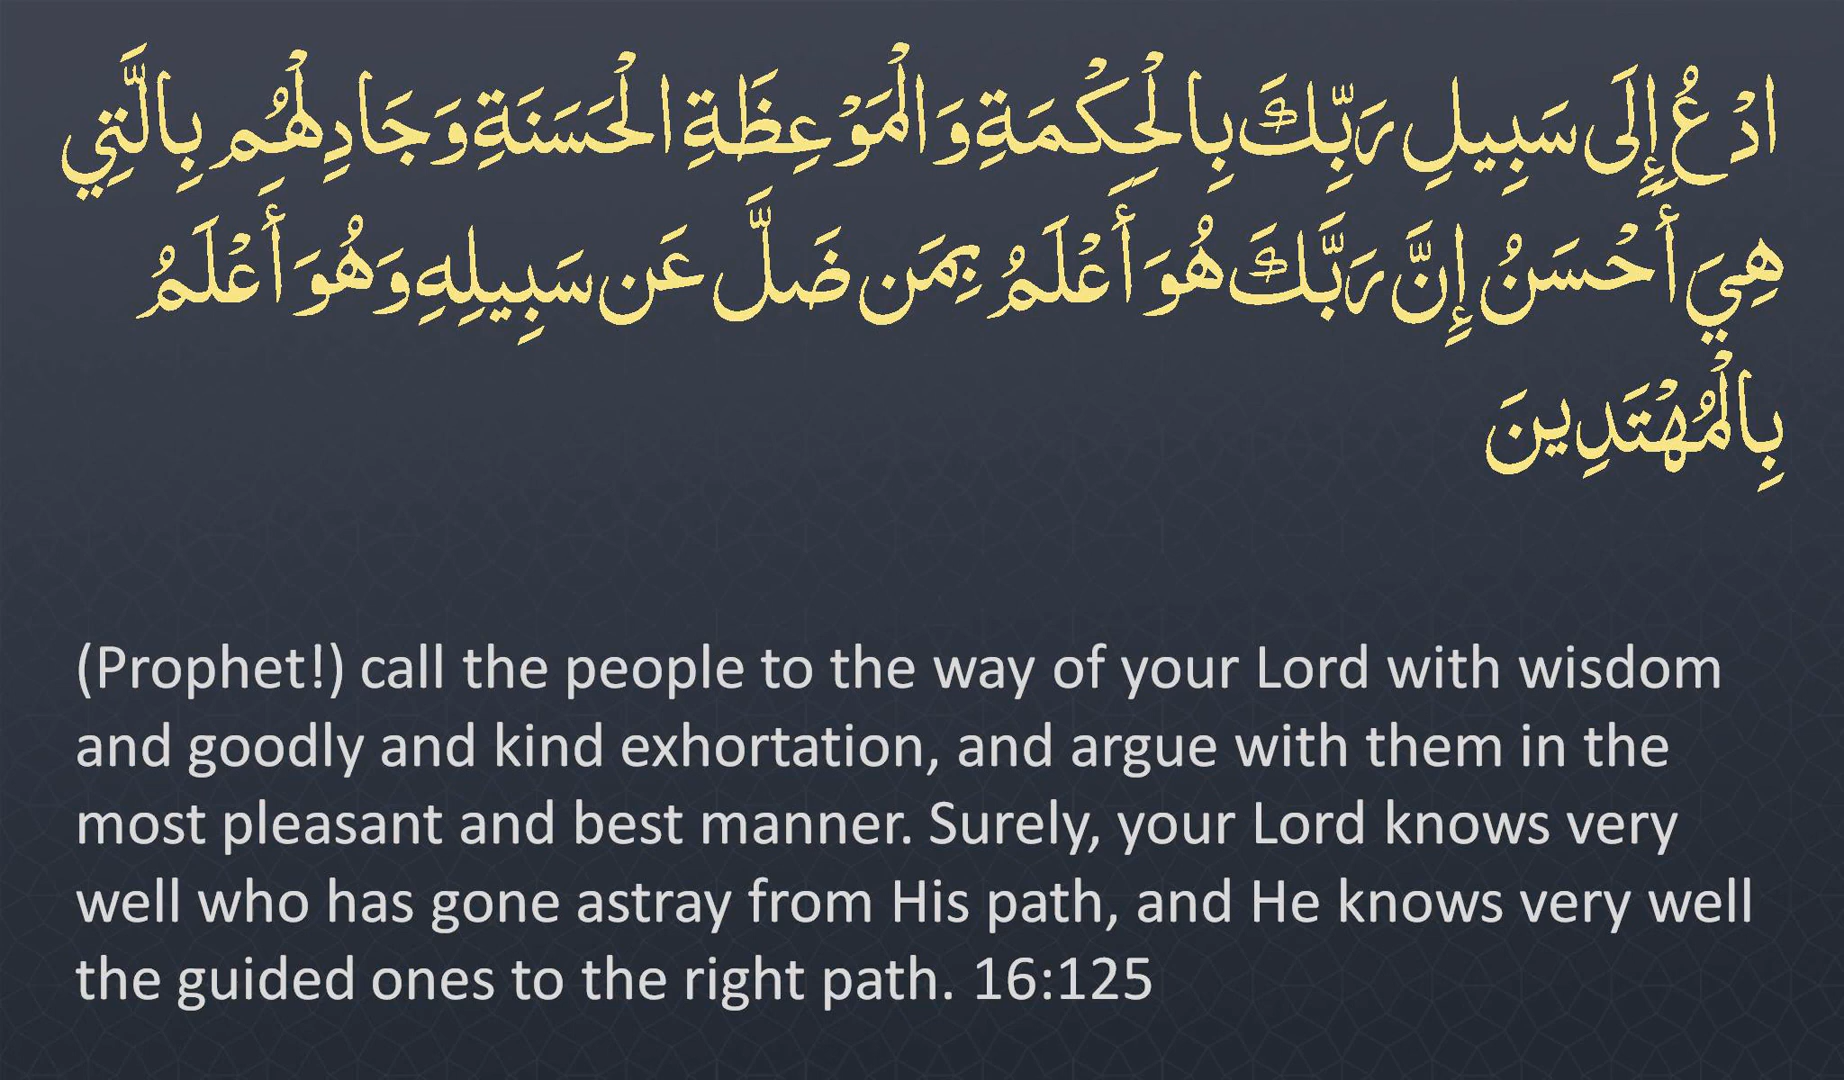 ادْعُ إِلَى سَبِيلِ رَبِّكَ بِالْحِكْمَةِ وَالْمَوْعِظَةِ الْحَسَنَةِ وَجَادِلْهُم بِالَّتِي
هِيَ أَحْسَنُ إِنَّ رَبَّكَ هُوَ أَعْلَمُ بِمَن ضَلَّ عَن سَبِيلِهِ وَهُوَ أَعْلَمُ
بِالْمُهْتَدِينَ
(Prophet!) call the people to the way of your Lord with wisdom
and goodly and kind exhortation, and argue with them in the
most pleasant and best manner. Surely, your Lord knows very
well who has gone astray from His path, and He knows very well
the guided ones to the right path. 16:125